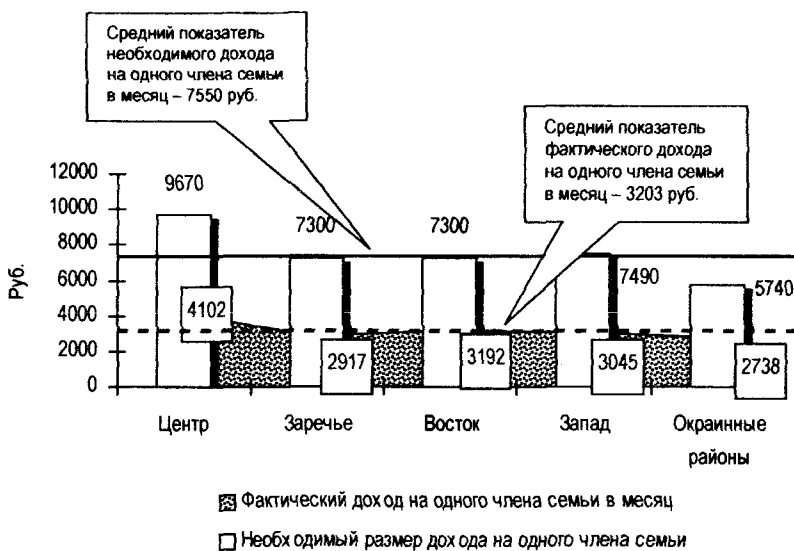 Средний показатель
необходимого дохода
на одного члена семьи
в месяц – 7550 руб.
Средний показатель
фактического дохода
на одного члена семьи
в месяц – 3203 руб.
Руб.
12000
10000
8000
6000
4000
2000
0
9670
7300
7300
7490
5740
4102
2917
3192
3045
2738
Центр
Заречье
Восток
Запад
Окраинные
районы
Фактический доход на одного члена семьи в месяц
Необходимый размер дохода на одного члена семьи